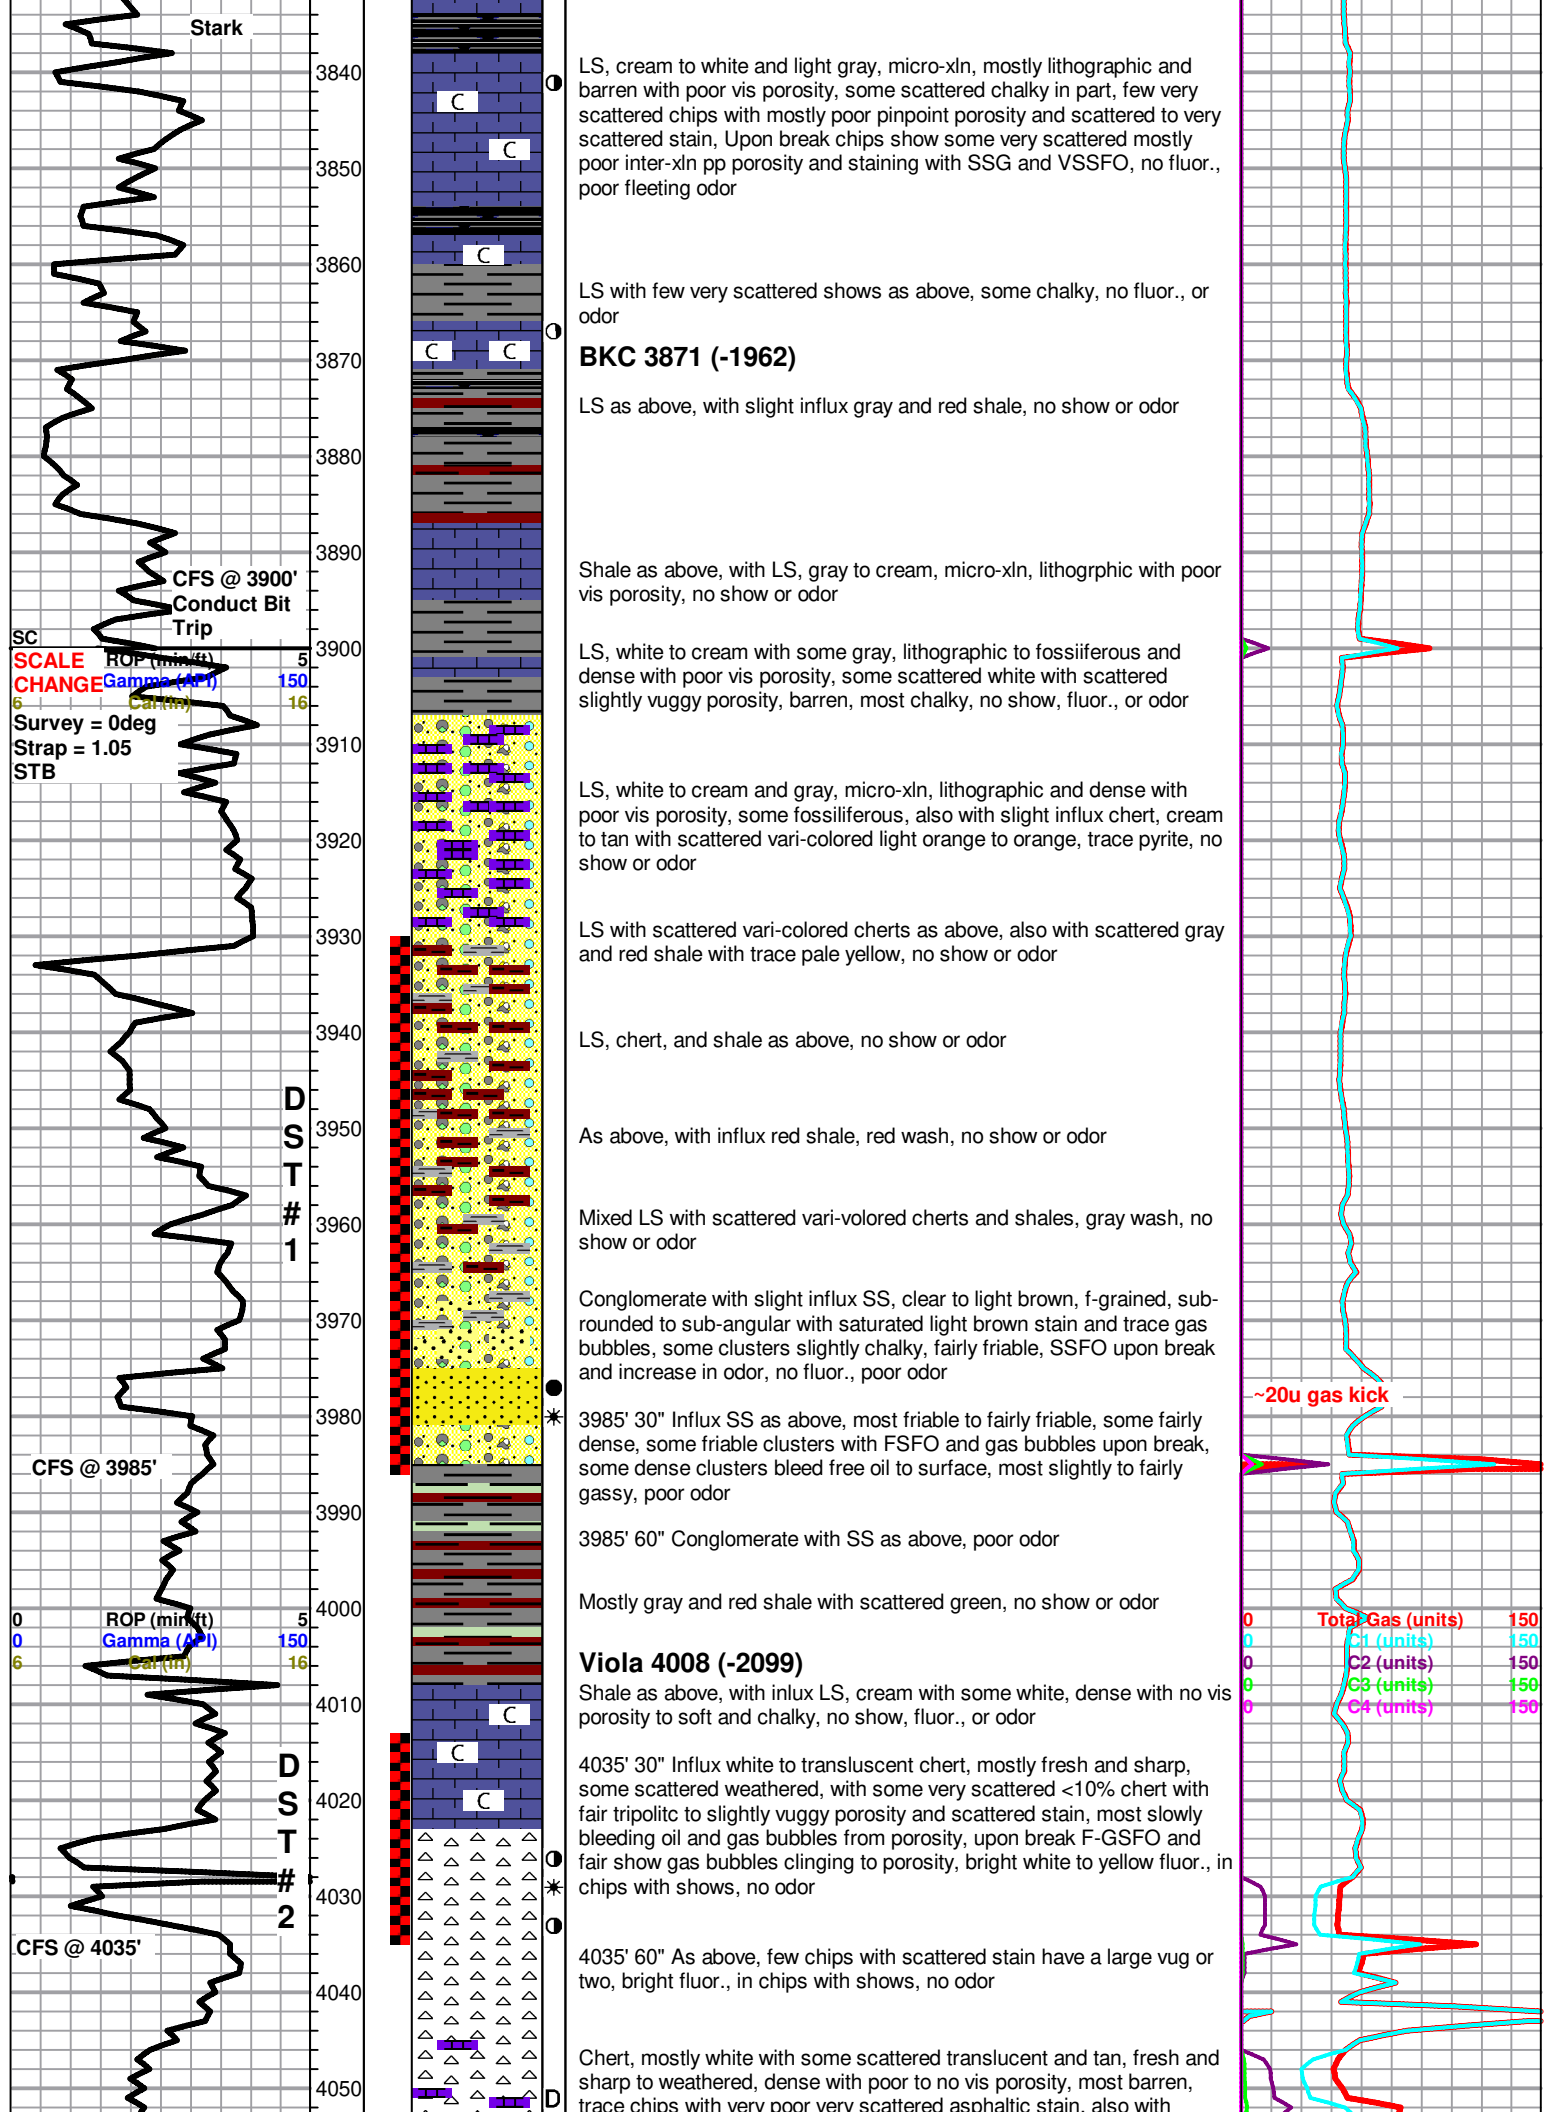 Stark
3840
C
C
3850
C
3860
C
C
3870
3880
3890
CFS @ 3900'
Conduct Bit
Trip
SC
3900
SCALE
CHANGE
ROP (min/ft) 5
Gamma (API) 150
6 Cal (in) 16
Survey = 0deg
Strap = 1.05
STB
3910
3920
3930
3940
3950
3960
3970
3980
D
S
T
#
1
CFS @ 3985'
3990
4000
0 ROP (min/ft) 5
0 Gamma (API) 150
6 Cal (in) 16
4010
C
C
C
4020
4030
D
S
T
#
2
CFS @ 4035'
4040
4050
D
LS, cream to white and light gray, micro-xln, mostly lithographic and
barren with poor vis porosity, some scattered chalky in part, few very
scattered chips with mostly poor pinpoint porosity and scattered to very
scattered stain, Upon break chips show some very scattered mostly
poor inter-xln pp porosity and staining with SSG and VSSFO, no fluor.,
poor fleeting odor
LS with few very scattered shows as above, some chalky, no fluor., or
odor
BKC 3871 (-1962)
LS as above, with slight influx gray and red shale, no show or odor
Shale as above, with LS, gray to cream, micro-xln, lithogrphic with poor
vis porosity, no show or odor
LS, white to cream with some gray, lithographic to fossiiferous and
dense with poor vis porosity, some scattered white with scattered
slightly vuggy porosity, barren, most chalky, no show, fluor., or odor
LS, white to cream and gray, micro-xln, lithographic and dense with
poor vis porosity, some fossiliferous, also with slight influx chert, cream
to tan with scattered vari-colored light orange to orange, trace pyrite, no
show or odor
LS with scattered vari-colored cherts as above, also with scattered gray
and red shale with trace pale yellow, no show or odor
LS, chert, and shale as above, no show or odor
As above, with influx red shale, red wash, no show or odor
Mixed LS with scattered vari-volored cherts and shales, gray wash, no
show or odor
Conglomerate with slight influx SS, clear to light brown, f-grained, sub-
rounded to sub-angular with saturated light brown stain and trace gas
bubbles, some clusters slightly chalky, fairly friable, SSFO upon break
and increase in odor, no fluor., poor odor
3985' 30" Influx SS as above, most friable to fairly friable, some fairly
dense, some friable clusters with FSFO and gas bubbles upon break,
some dense clusters bleed free oil to surface, most slightly to fairly
gassy, poor odor
3985' 60" Conglomerate with SS as above, poor odor
Mostly gray and red shale with scattered green, no show or odor
Viola 4008 (-2099)
Shale as above, with inlux LS, cream with some white, dense with no vis
porosity to soft and chalky, no show, fluor., or odor
4035' 30" Influx white to transluscent chert, mostly fresh and sharp,
some scattered weathered, with some very scattered <10% chert with
fair tripolitc to slightly vuggy porosity and scattered stain, most slowly
bleeding oil and gas bubbles from porosity, upon break F-GSFO and
fair show gas bubbles clinging to porosity, bright white to yellow fluor., in
chips with shows, no odor
4035' 60" As above, few chips with scattered stain have a large vug or
two, bright fluor., in chips with shows, no odor
Chert, mostly white with some scattered translucent and tan, fresh and
sharp to weathered, dense with poor to no vis porosity, most barren,
trace chips with very poor very scattered asphaltic stain, also with
~20u gas kick
0 Total Gas (units) 150
0 C1 (units) 150
0 C2 (units) 150
0 C3 (units) 150
0 C4 (units) 150